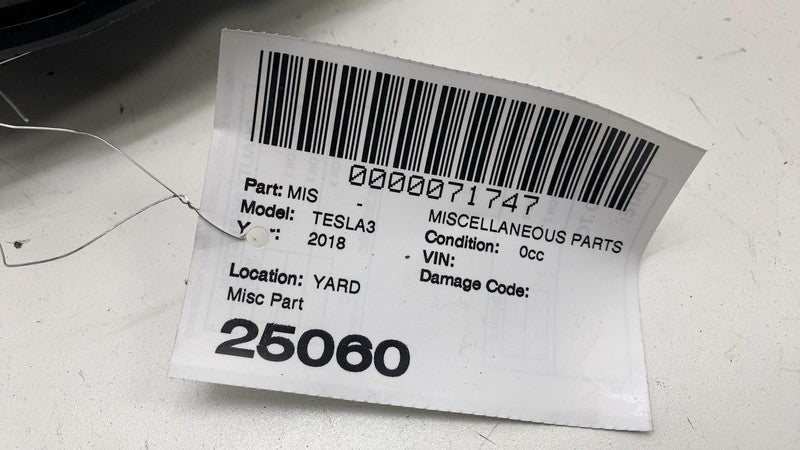 0000071747
Part: MIS - MISCELLANEOUS PARTS
Model: TESLA3 Condition: 0cc
2018 VIN:
Damage Code:
Location: YARD
Misc Part
25060